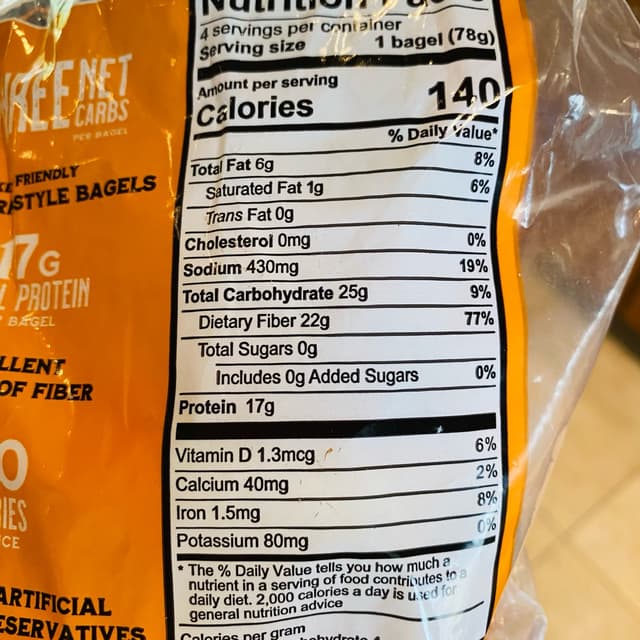 NET
CARBS
PER BAGEL
FRIENDLY
STYLE BAGELS
17G
PROTEIN
BAGEL
OF FIBER
ARTIFICIAL
Nutrition
4 servings per container
Serving size 1 bagel (78g)
Amount per serving
Calories 140
% Daily Value*
Total Fat 6g 8%
Saturated Fat 1g 6%
Trans Fat 0g
Cholesterol 0mg 0%
Sodium 430mg 19%
Total Carbohydrate 25g 9%
Dietary Fiber 22g 77%
Total Sugars 0g
Includes 0g Added Sugars 0%
Protein 17g
Vitamin D 1.3mcg 6%
Calcium 40mg 2%
Iron 1.5mg 8%
Potassium 80mg 0%
* The % Daily Value tells you how much a
nutrient in a serving of food contributes to a
daily diet. 2,000 calories a day is used for
general nutrition advice
Calories per gram